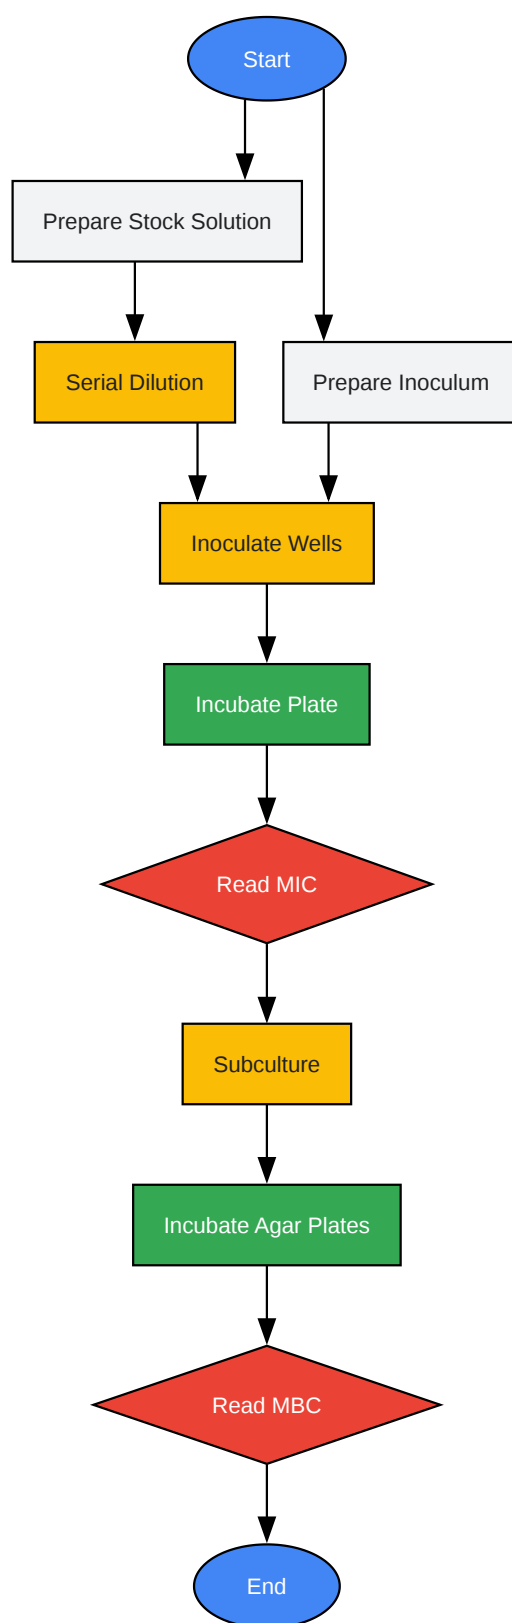 Start
Prepare Stock Solution
Serial Dilution
Prepare Inoculum
Inoculate Wells
Incubate Plate
Read MIC
Subculture
Incubate Agar Plates
Read MBC
End